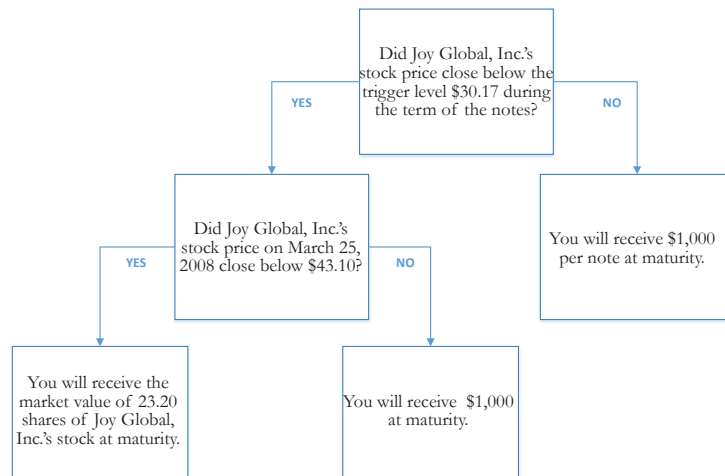 Did Joy Global, Inc.'s
stock price close below the
trigger level $30.17 during
the term of the notes?
YES
NO
Did Joy Global, Inc.'s
stock price on March 25,
2008 close below $43.10?
You will receive $1,000
per note at maturity.
YES
NO
You will receive the
market value of 23.20
shares of Joy Global,
Inc.'s stock at maturity.
You will receive $1,000
at maturity.